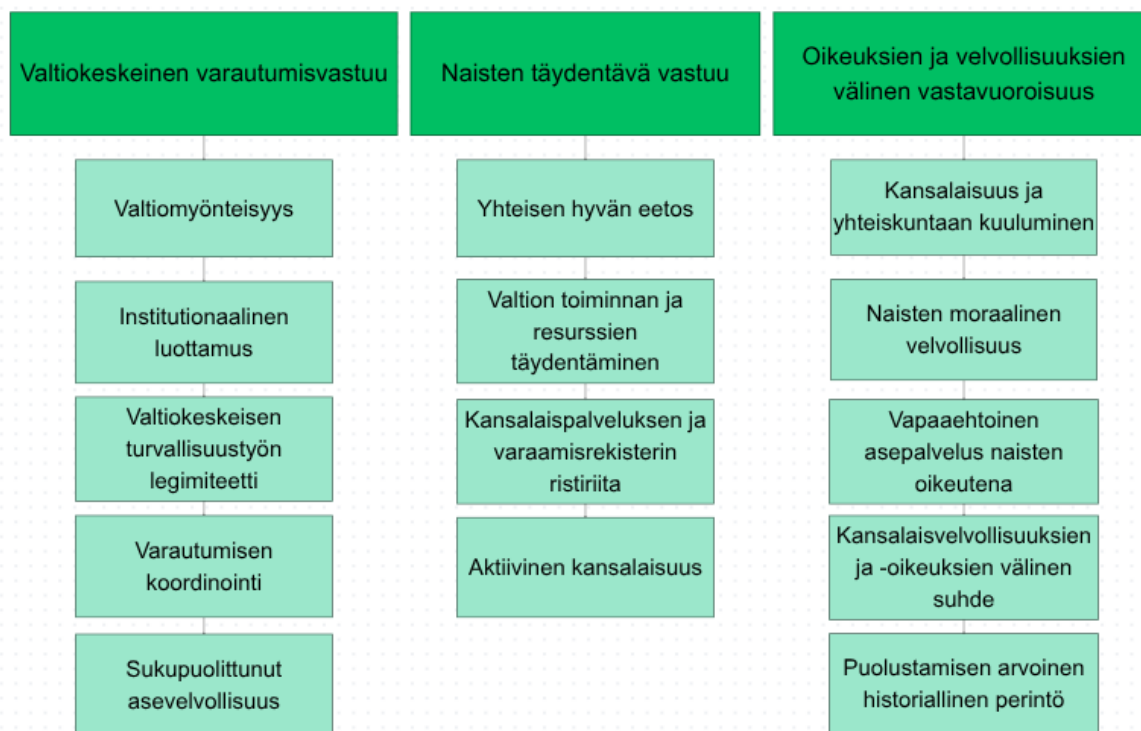 Valtiokeskeinen varautumisvastuu
Valtiomyönteisyys
Institutionaalinen
luottamus
Valtiokeskeisen
turvallisuustyön
legimiteetti
Varautumisen
koordinointi
Sukupuolittunut
asevelvollisuus
Naisten täydentävä vastuu
Yhteisen hyvän eetos
Valtion toiminnan ja
resurssien
täydentäminen
Kansalaispalveluksen ja
varaamisrekisterin
ristiriita
Aktiivinen kansalaisuus
Oikeuksien ja velvollisuuksien
välinen vastavuoroisuus
Kansalaisuus ja
yhteiskuntaan kuuluminen
Naisten moraalinen
velvollisuus
Vapaaehtoinen
asepalvelus naisten
oikeutena
Kansalaisvelvollisuuksien
ja -oikeuksien välinen
suhde
Puolustamisen arvoinen
historiallinen perintö